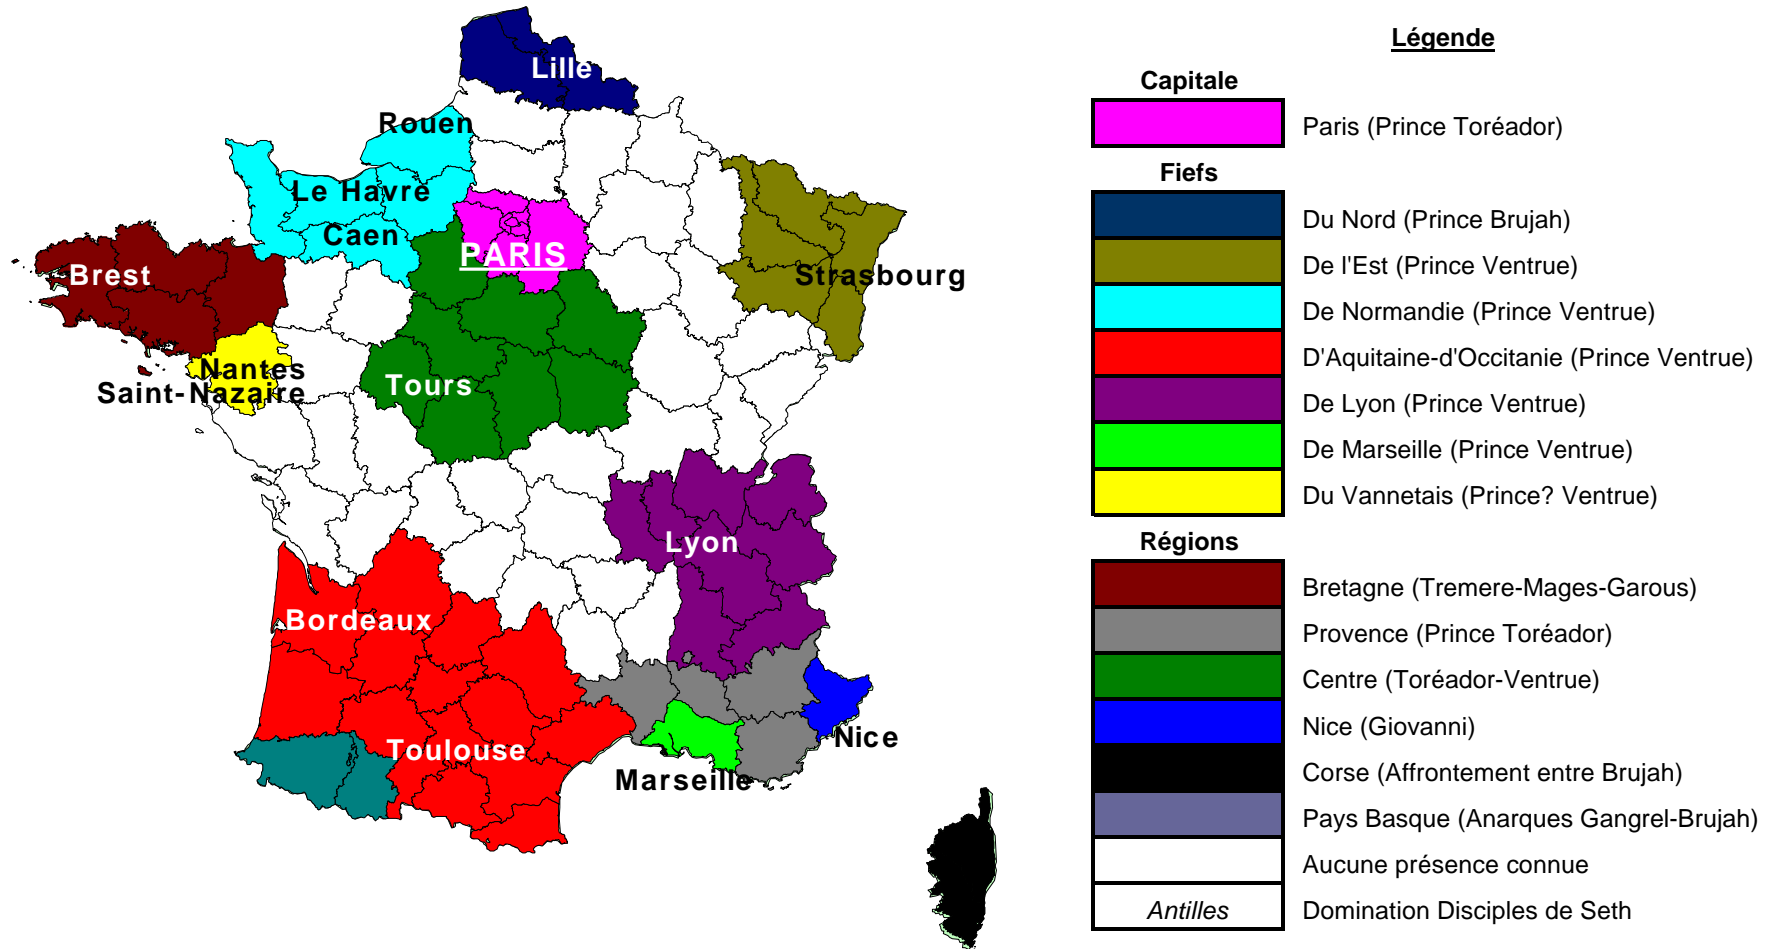 Lille
Rouen
Le Havre
Caen
PARIS
Brest
Strasbourg
Nantes
Saint-Nazaire
Tours
Lyon
Bordeaux
Toulouse
Nice
Marseille
Légende
Capitale
Paris (Prince Toréador)
Fiefs
Du Nord (Prince Brujah)
De l'Est (Prince Ventrue)
De Normandie (Prince Ventrue)
D'Aquitaine-d'Occitanie (Prince Ventrue)
De Lyon (Prince Ventrue)
De Marseille (Prince Ventrue)
Du Vannetais (Prince? Ventrue)
Régions
Bretagne (Tremere-Mages-Garous)
Provence (Prince Toréador)
Centre (Toréador-Ventrue)
Nice (Giovanni)
Corse (Affrontement entre Brujah)
Pays Basque (Anarques Gangrel-Brujah)
Aucune présence connue
Antilles Domination Disciples de Seth